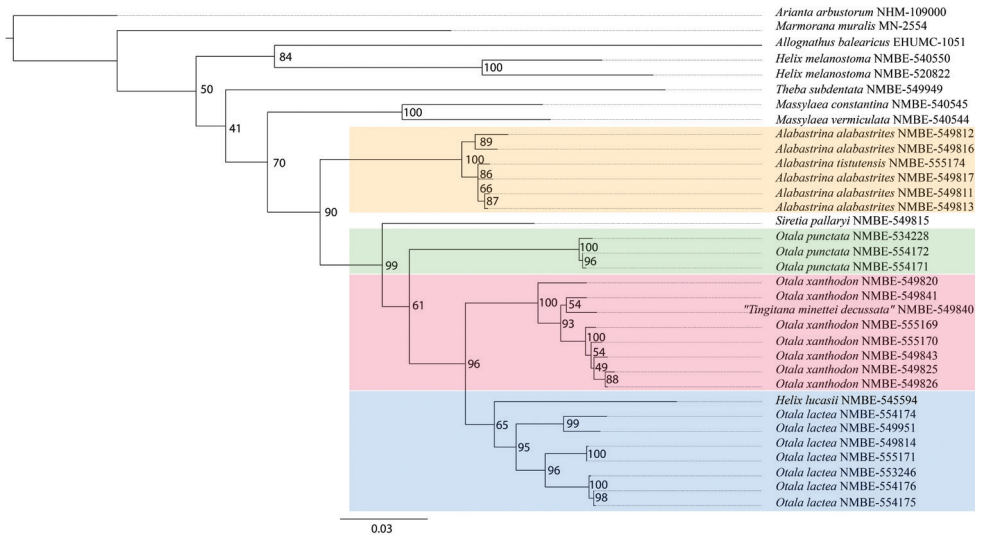 Arianta arbustorum NHM-109000
Marmorana muralis MN-2554
Allognathus balearicus EHUMC-1051
84
Helix melanostoma NMBE-540550
100
Helix melanostoma NMBE-520822
50
Theba subdentata NMBE-549949
Massylaea constantina NMBE-540545
100
Massylaea vermiculata NMBE-540544
41
Alabastrina alabastrites NMBE-549812
89
Alabastrina alabastrites NMBE-549816
100
Alabastrina tistutensis NMBE-555174
70
86
Alabastrina alabastrites NMBE-549817
66
Alabastrina alabastrites NMBE-549811
87
Alabastrina alabastrites NMBE-549813
90
Siretia pallaryi NMBE-549815
Otala punctata NMBE-534228
100
Otala punctata NMBE-554172
96
Otala punctata NMBE-554171
99
Otala xanthodon NMBE-549820
Otala xanthodon NMBE-549841
100
54
61
"Tingitana minettei decussata" NMBE-549840
93
Otala xanthodon NMBE-555169
100
Otala xanthodon NMBE-555170
54
Otala xanthodon NMBE-549843
96
49
Otala xanthodon NMBE-549825
88
Otala xanthodon NMBE-549826
Helix lucasii NMBE-545594
Otala lactea NMBE-554174
65
99
Otala lactea NMBE-549951
95
Otala lactea NMBE-549814
100
Otala lactea NMBE-555171
96
Otala lactea NMBE-553246
100
Otala lactea NMBE-554176
98
Otala lactea NMBE-554175
0.03